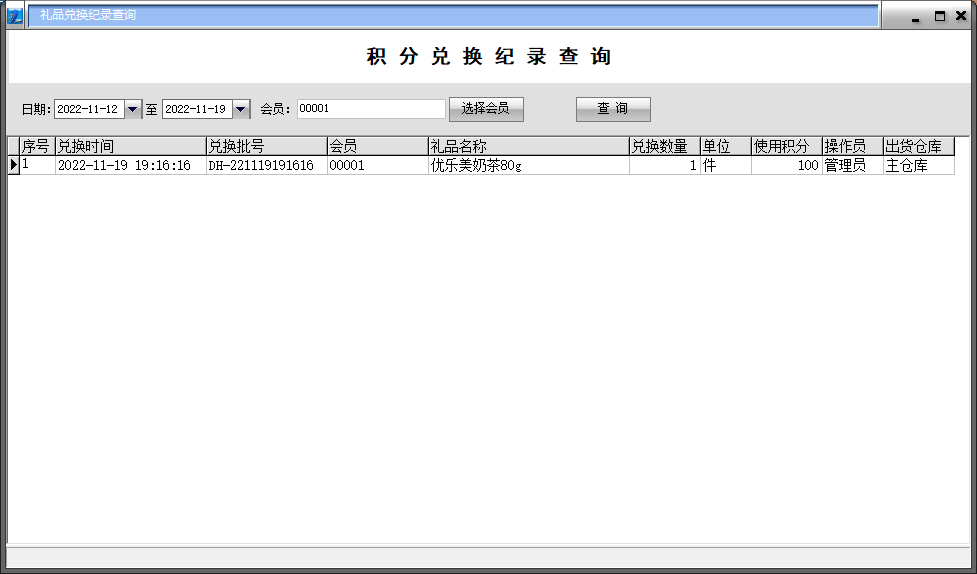 礼品兑换纪录查询
积 分 兑 换 纪 录 查 询
日期: 2022-11-12 至 2022-11-19 会员: 00001 选择会员 查 询
序号 兑换时间 兑换批号 会员 礼品名称 兑换数量 单位 使用积分 操作员 出货仓库
1 2022-11-19 19:16:16 DH-221119191616 00001 优乐美奶茶80g 1 件 100 管理员 主仓库